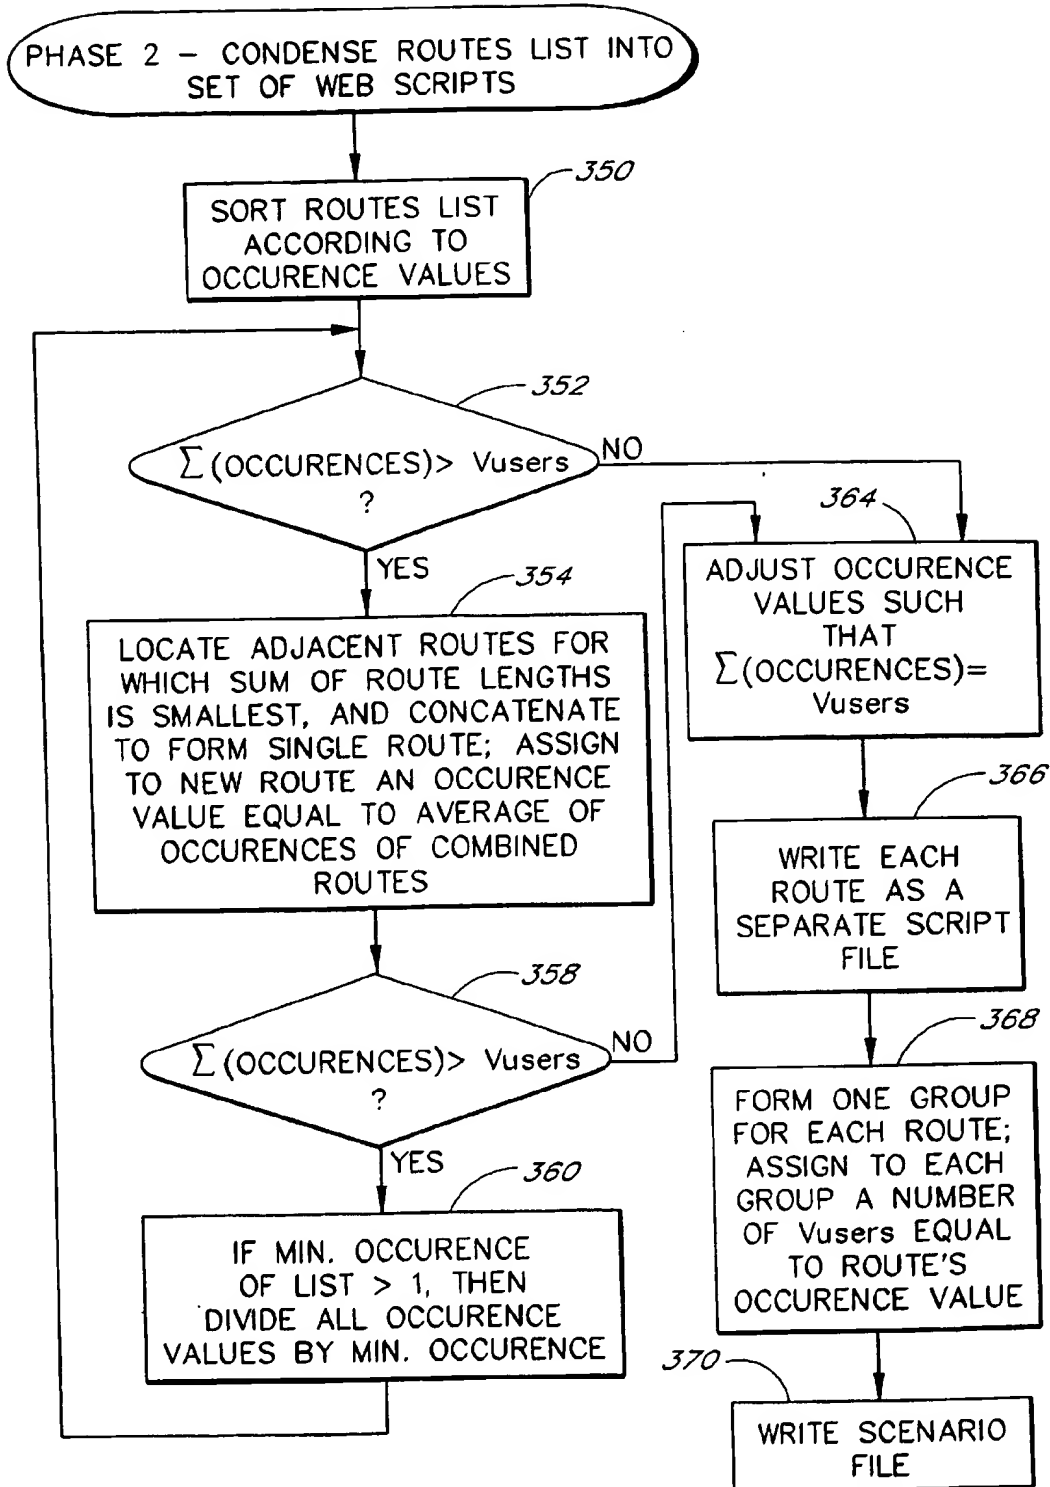 PHASE 2 – CONDENSE ROUTES LIST INTO
SET OF WEB SCRIPTS
350
SORT ROUTES LIST
ACCORDING TO
OCCURENCE VALUES
352
Σ(OCCURENCES)> Vusers
?
NO
YES
354
LOCATE ADJACENT ROUTES FOR
WHICH SUM OF ROUTE LENGTHS
IS SMALLEST, AND CONCATENATE
TO FORM SINGLE ROUTE; ASSIGN
TO NEW ROUTE AN OCCURENCE
VALUE EQUAL TO AVERAGE OF
OCCURENCES OF COMBINED
ROUTES
358
Σ(OCCURENCES)> Vusers
?
NO
YES
360
IF MIN. OCCURENCE
OF LIST > 1, THEN
DIVIDE ALL OCCURENCE
VALUES BY MIN. OCCURENCE
364
ADJUST OCCURENCE
VALUES SUCH
THAT
Σ(OCCURENCES)=
Vusers
366
WRITE EACH
ROUTE AS A
SEPARATE SCRIPT
FILE
368
FORM ONE GROUP
FOR EACH ROUTE;
ASSIGN TO EACH
GROUP A NUMBER
OF Vusers EQUAL
TO ROUTE'S
OCCURENCE VALUE
370
WRITE SCENARIO
FILE